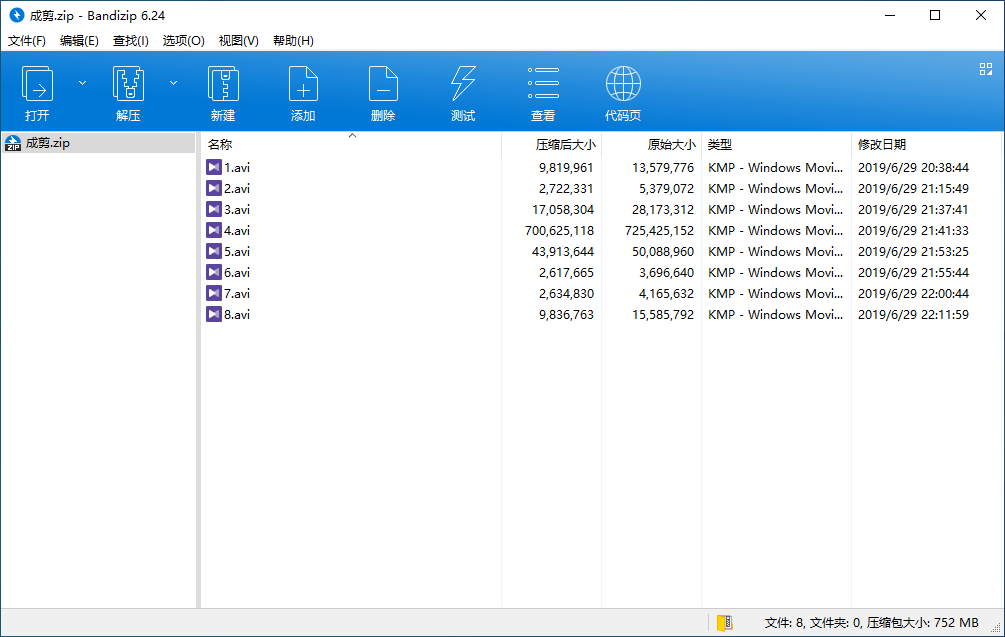 成剪.zip - Bandizip 6.24
文件(F) 编辑(E) 查找(I) 选项(O) 视图(V) 帮助(H)
打开 解压 新建 添加 删除 测试 查看 代码页
ZIP 成剪.zip
名称 压缩后大小 原始大小 类型 修改日期
1.avi 9,819,961 13,579,776 KMP - Windows Movi... 2019/6/29 20:38:44
2.avi 2,722,331 5,379,072 KMP - Windows Movi... 2019/6/29 21:15:49
3.avi 17,058,304 28,173,312 KMP - Windows Movi... 2019/6/29 21:37:41
4.avi 700,625,118 725,425,152 KMP - Windows Movi... 2019/6/29 21:41:33
5.avi 43,913,644 50,088,960 KMP - Windows Movi... 2019/6/29 21:53:25
6.avi 2,617,665 3,696,640 KMP - Windows Movi... 2019/6/29 21:55:44
7.avi 2,634,830 4,165,632 KMP - Windows Movi... 2019/6/29 22:00:44
8.avi 9,836,763 15,585,792 KMP - Windows Movi... 2019/6/29 22:11:59
文件: 8, 文件夹: 0, 压缩包大小: 752 MB